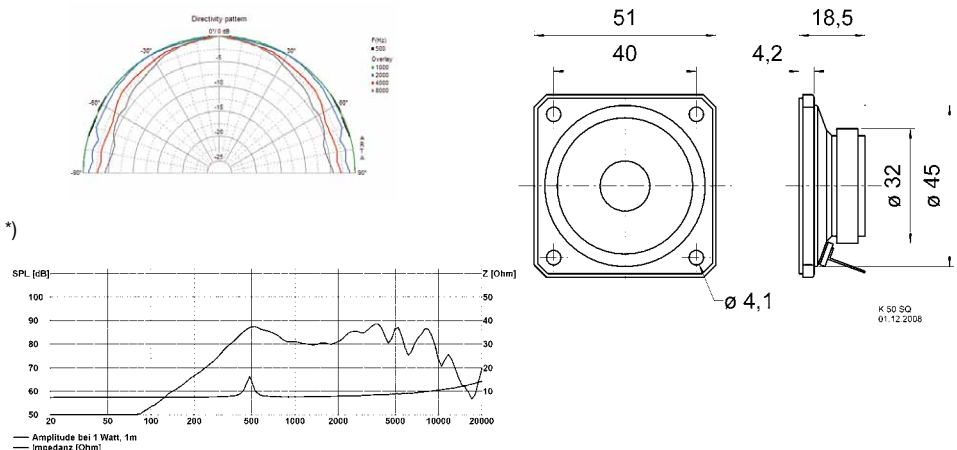 Directivity pattern
0°/ 0 dB
-30° 30°
-60° 60°
-90° 90°
-5
-10
-15
-20
-25
F(Hz)
500
Overlay
1000
2000
4000
8000
A
R
T
A
*)
SPL [dB]
Z [Ohm]
100 50
90 40
80 30
70 20
60 10
50
20 50 100 200 500 1000 2000 5000 10000 20000
Amplitude bei 1 Watt, 1m
Impedanz [Ohm]
51
40
18,5
4,2
ø 32
ø 45
ø 4,1
K 50 SQ
01.12.2008